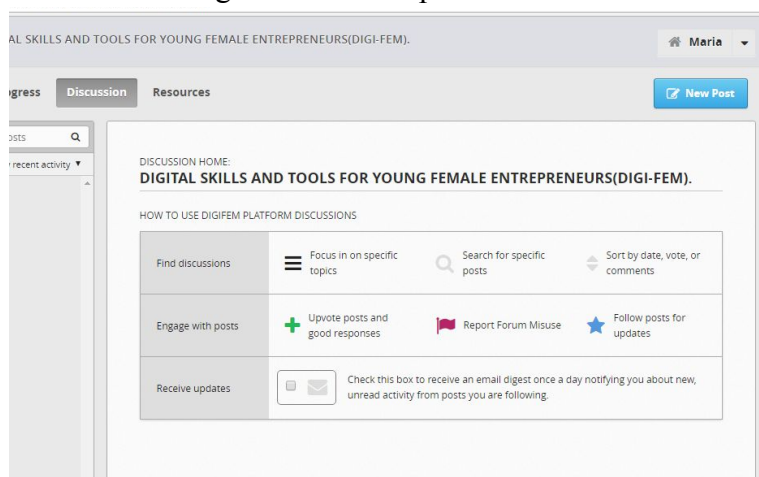 AL SKILLS AND TOOLS FOR YOUNG FEMALE ENTREPRENEURS(DIGI-FEM).
Maria
ogress Discussion Resources
New Post
osts
recent activity
DISCUSSION HOME:
DIGITAL SKILLS AND TOOLS FOR YOUNG FEMALE ENTREPRENEURS(DIGI-FEM).
HOW TO USE DIGIFEM PLATFORM DISCUSSIONS
Find discussions
Focus in on specific
topics
Search for specific
posts
Sort by date, vote, or
comments
Engage with posts
Upvote posts and
good responses
Report Forum Misuse
Follow posts for
updates
Receive updates
Check this box to receive an email digest once a day notifying you about new,
unread activity from posts you are following.